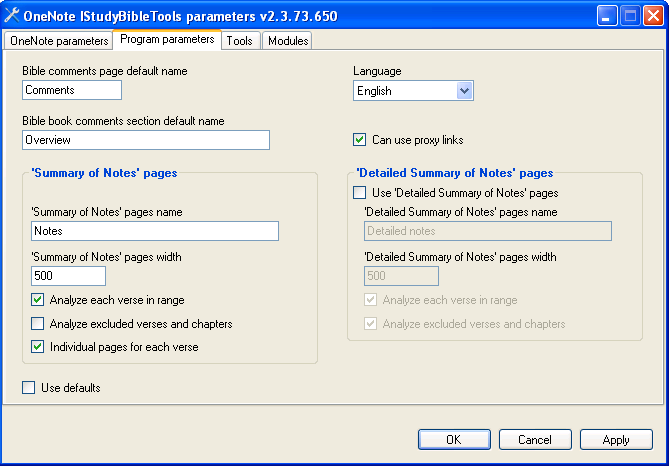 OneNote IStudyBibleTools parameters v2.3.73.650
OneNote parameters
Program parameters
Tools
Modules
Bible comments page default name
Comments
Language
English
Bible book comments section default name
Overview
Can use proxy links
'Summary of Notes' pages
'Summary of Notes' pages name
Notes
'Summary of Notes' pages width
500
Analyze each verse in range
Analyze excluded verses and chapters
Individual pages for each verse
'Detailed Summary of Notes' pages
Use 'Detailed Summary of Notes' pages
'Detailed Summary of Notes' pages name
Detailed notes
'Detailed Summary of Notes' pages width
500
Analyze each verse in range
Analyze excluded verses and chapters
Use defaults
OK
Cancel
Apply